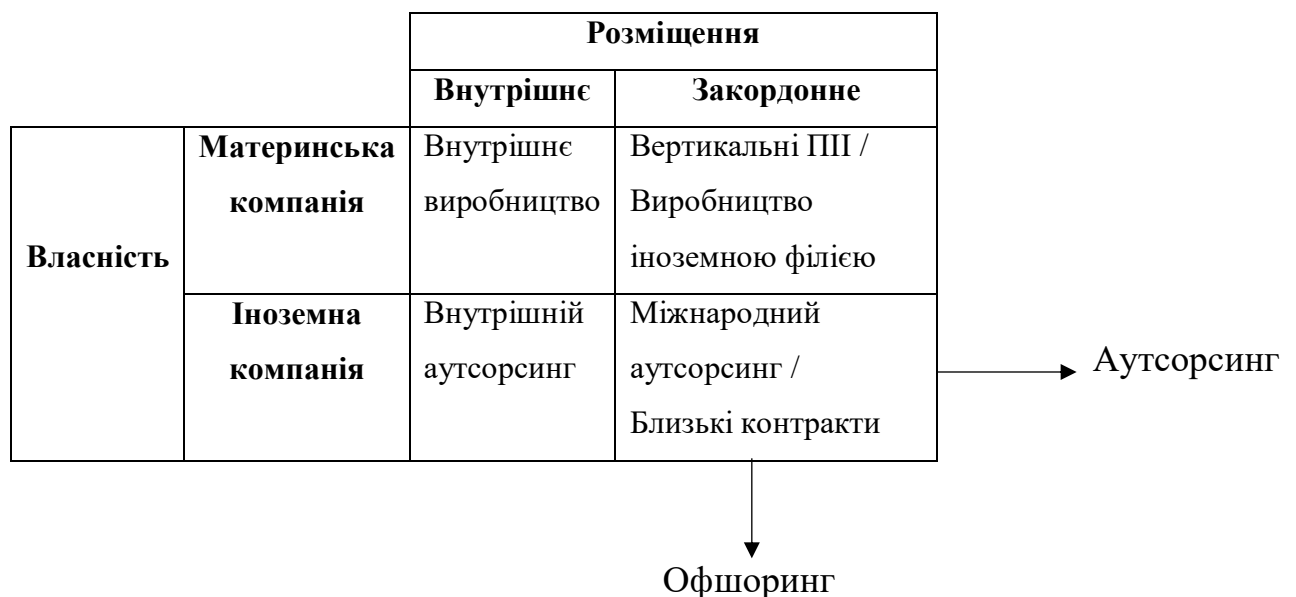 Розміщення
Внутрішнє Закордонне
Власність
Материнська
компанія
Внутрішнє
виробництво
Вертикальні ПІІ /
Виробництво
іноземною філією
Іноземна
компанія
Внутрішній
аутсорсинг
Міжнародний
аутсорсинг /
Близькі контракти
Аутсорсинг
Офшоринг